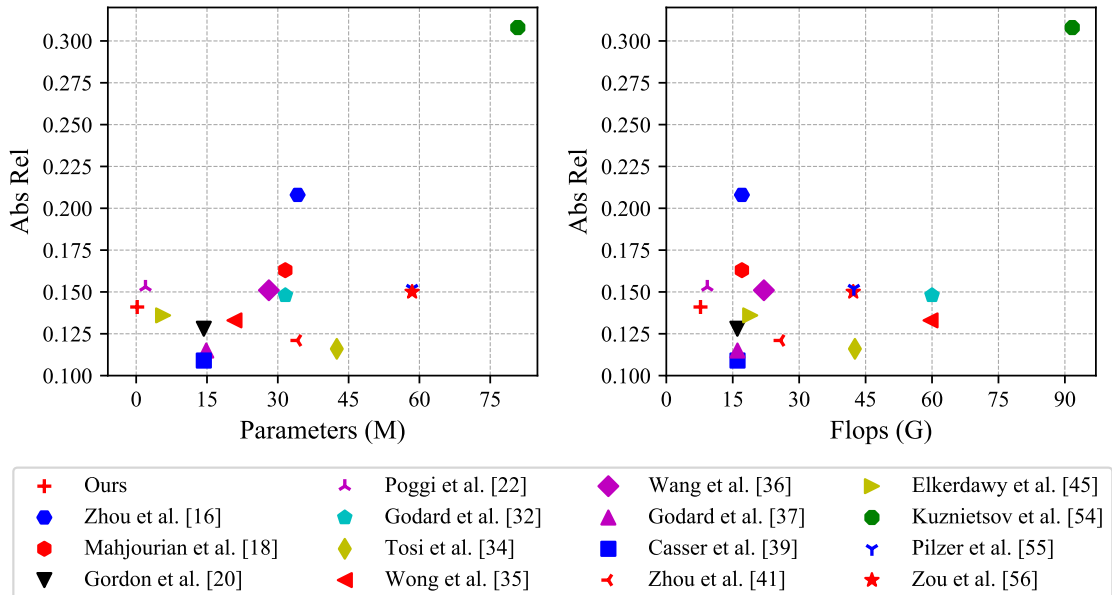 0.300
0.275
0.250
0.225
0.200
0.175
0.150
0.125
0.100
Abs Rel
0 15 30 45 60 75
Parameters (M)
0.300
0.275
0.250
0.225
0.200
0.175
0.150
0.125
0.100
Abs Rel
0 15 30 45 60 75 90
Flops (G)
Ours
Zhou et al. [16]
Mahjourian et al. [18]
Gordon et al. [20]
Poggi et al. [22]
Godard et al. [32]
Tosi et al. [34]
Wong et al. [35]
Wang et al. [36]
Godard et al. [37]
Casser et al. [39]
Zhou et al. [41]
Elkerdawy et al. [45]
Kuznietsov et al. [54]
Pilzer et al. [55]
Zou et al. [56]